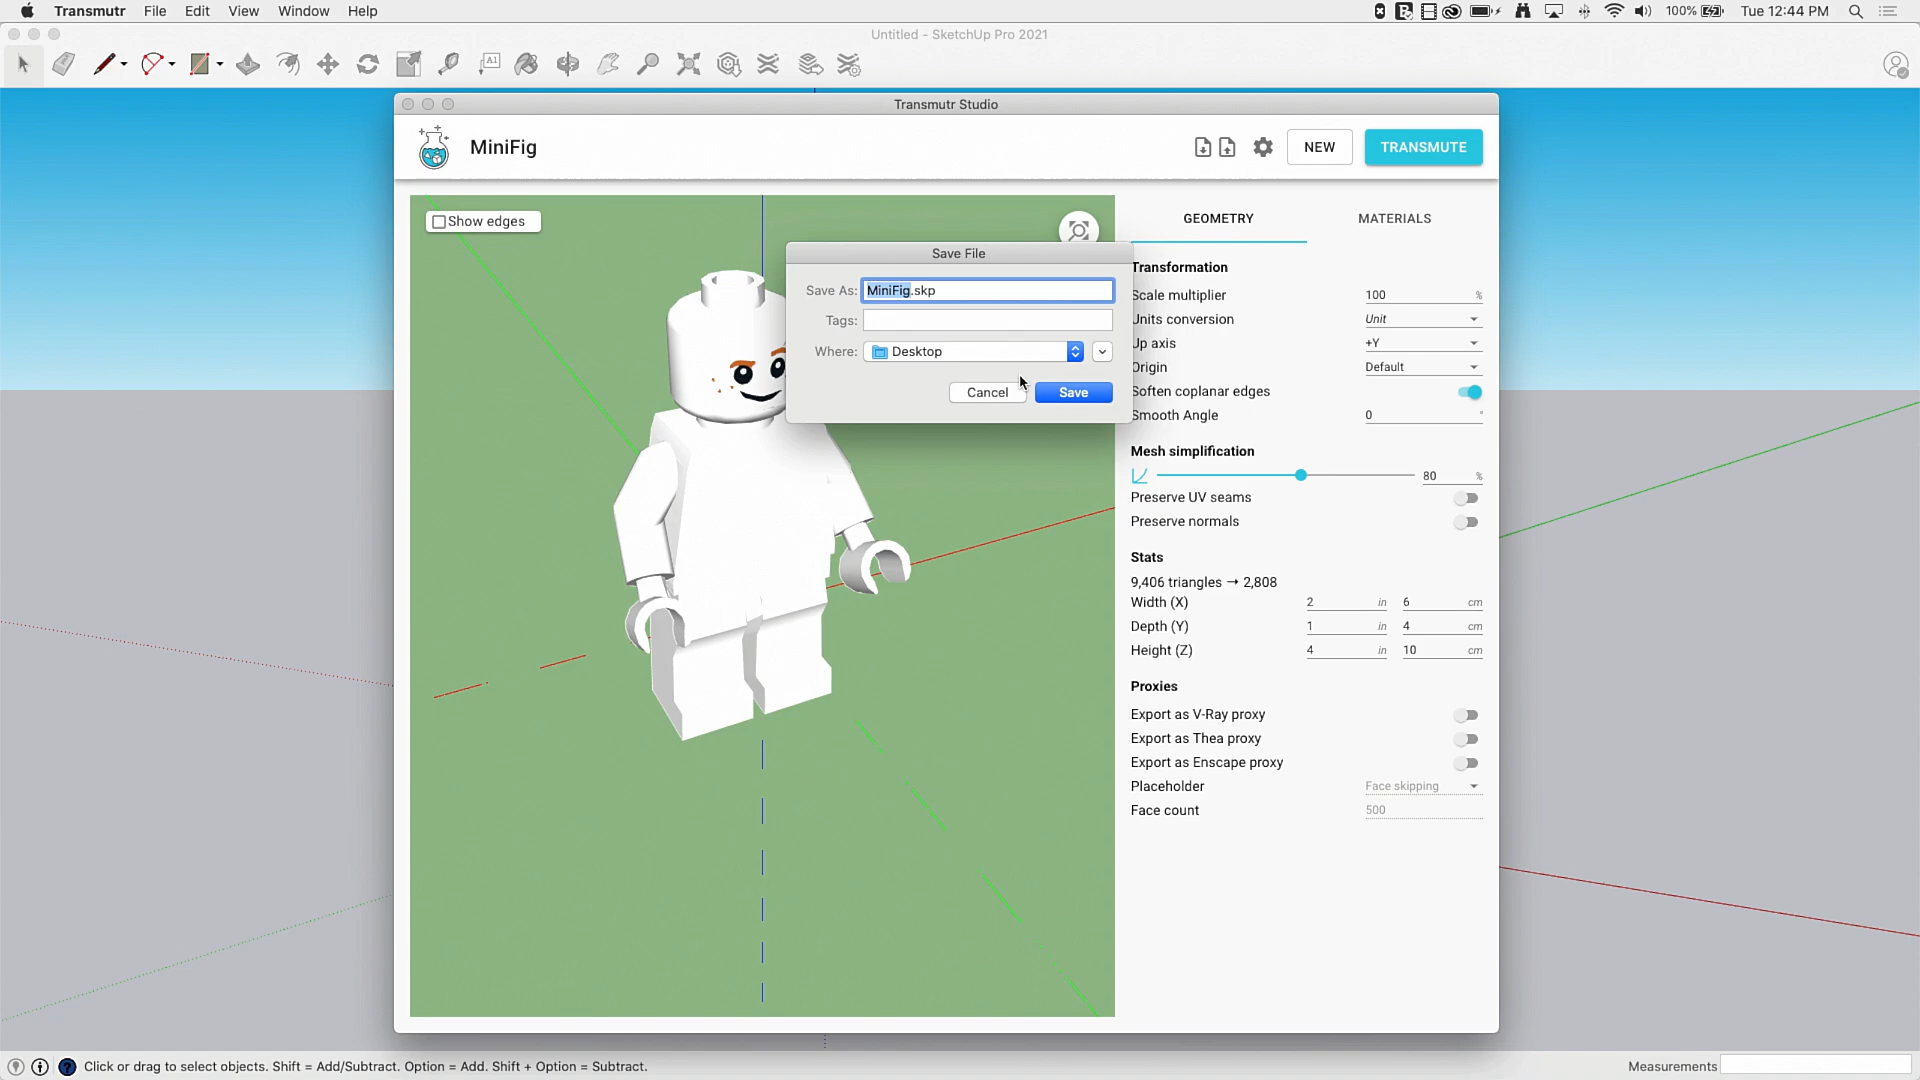 Transmutr File Edit View Window Help
100% Tue 12:44 PM
Untitled - SketchUp Pro 2021
A1
Transmutr Studio
MiniFig
NEW
TRANSMUTE
Show edges
GEOMETRY
MATERIALS
Save File
Save As: MiniFig.skp
Tags:
Where: Desktop
Cancel
Save
Transformation
Scale multiplier 100 %
Units conversion Unit
Up axis +Y
Origin Default
Soften coplanar edges
Smooth Angle 0 °
Mesh simplification
80 %
Preserve UV seams
Preserve normals
Stats
9,406 triangles → 2,808
Width (X) 2 in 6 cm
Depth (Y) 1 in 4 cm
Height (Z) 4 in 10 cm
Proxies
Export as V-Ray proxy
Export as Thea proxy
Export as Enscape proxy
Placeholder Face skipping
Face count 500
Click or drag to select objects. Shift = Add/Subtract. Option = Add. Shift + Option = Subtract.
Measurements